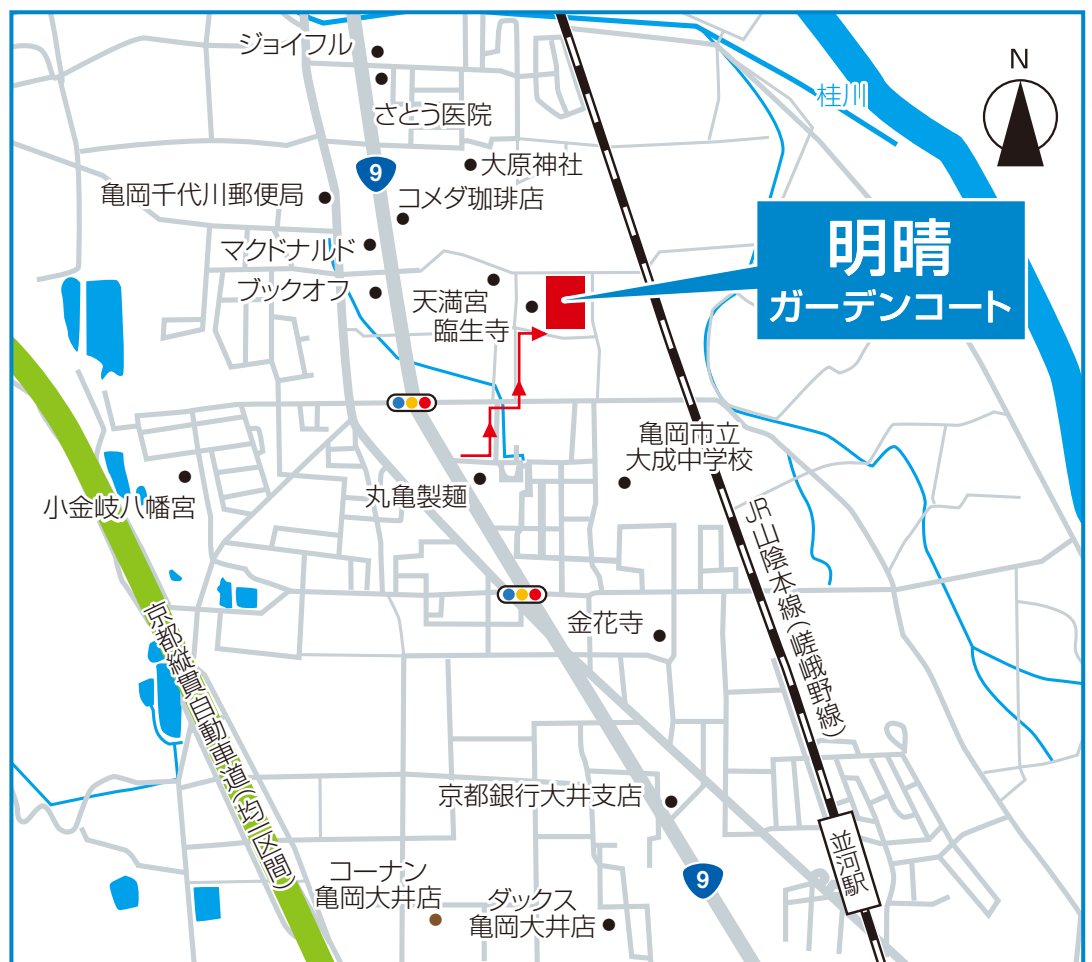 ジョイフル
N
さとう医院
桂川
9
大原神社
亀岡千代川郵便局
コメダ珈琲店
マクドナルド
明晴
ガーデンコート
ブックオフ
天満宮
臨生寺
亀岡市立
大成中学校
丸亀製麺
小金岐八幡宮
JR山陰本線(嵯峨野線)
金花寺
京都縦貫自動車道(均一区間)
京都銀行大井支店
並河駅
コーナン
亀岡大井店
9
ダックス
亀岡大井店